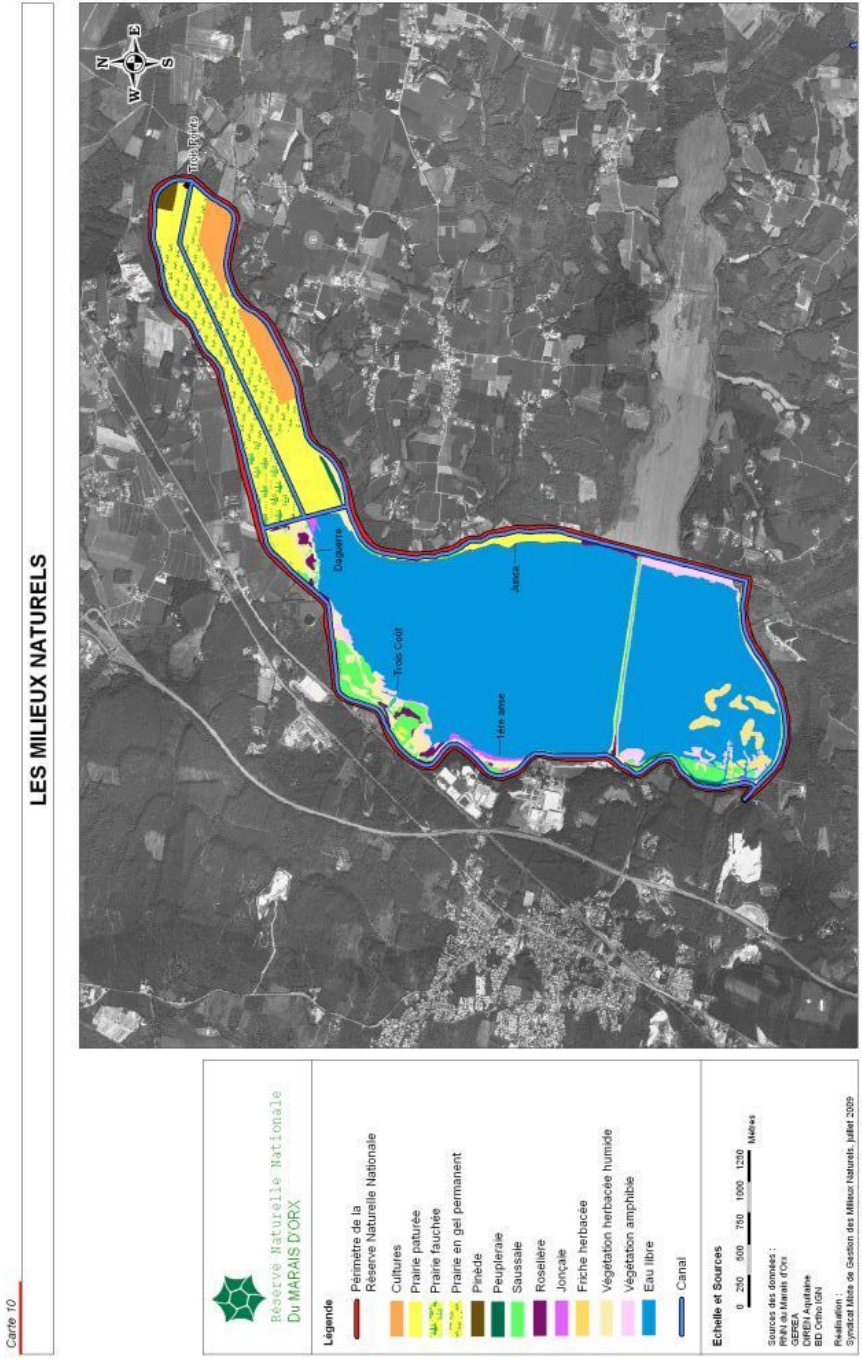 Carte 10
LES MILIEUX NATURELS
Réserve Naturelle Nationale
Du MARAIS D'ORX
Légende
Périmètre de la
Réserve Naturelle Nationale
Cultures
Prairie paturée
Prairie fauchée
Prairie en gel permanent
Pinède
Peupleraie
Saussaie
Roselière
Jonçaie
Friche herbacée
Végétation herbacée humide
Végétation amphibie
Eau libre
Canal
Echelle et Sources
0 250 500 750 1000 1250
Mètres
Sources des données :
RNN du Marais d'Orx
GEREA
DIREN Aquitaine
BD Ortho IGN
Réalisation :
Syndicat Mixte de Gestion des Milieux Naturels, juillet 2009
N
W
E
S
Trois Points
Daguerre
Trois Coût
Junca
1ère anse